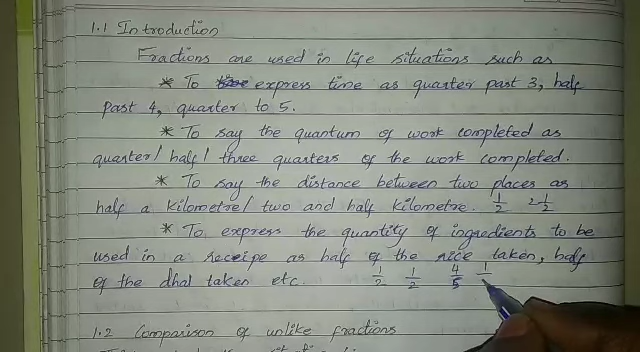 1.1 Introduction
Fractions are used in life situations such as
* To express time as quarter past 3, half
past 4, quarter to 5.
* To say the quantum of work completed as
quarter/half/three quarters of the work completed.
* To say the distance between two places as
half a kilometre/two and half kilometre. 1/2 2 1/2
* To express the quantity of ingredients to be
used in a receipe as half of the rice taken, half
of the dhal taken etc. 1/2 1/2 4/5 1
1.2 Comparison of unlike fractions